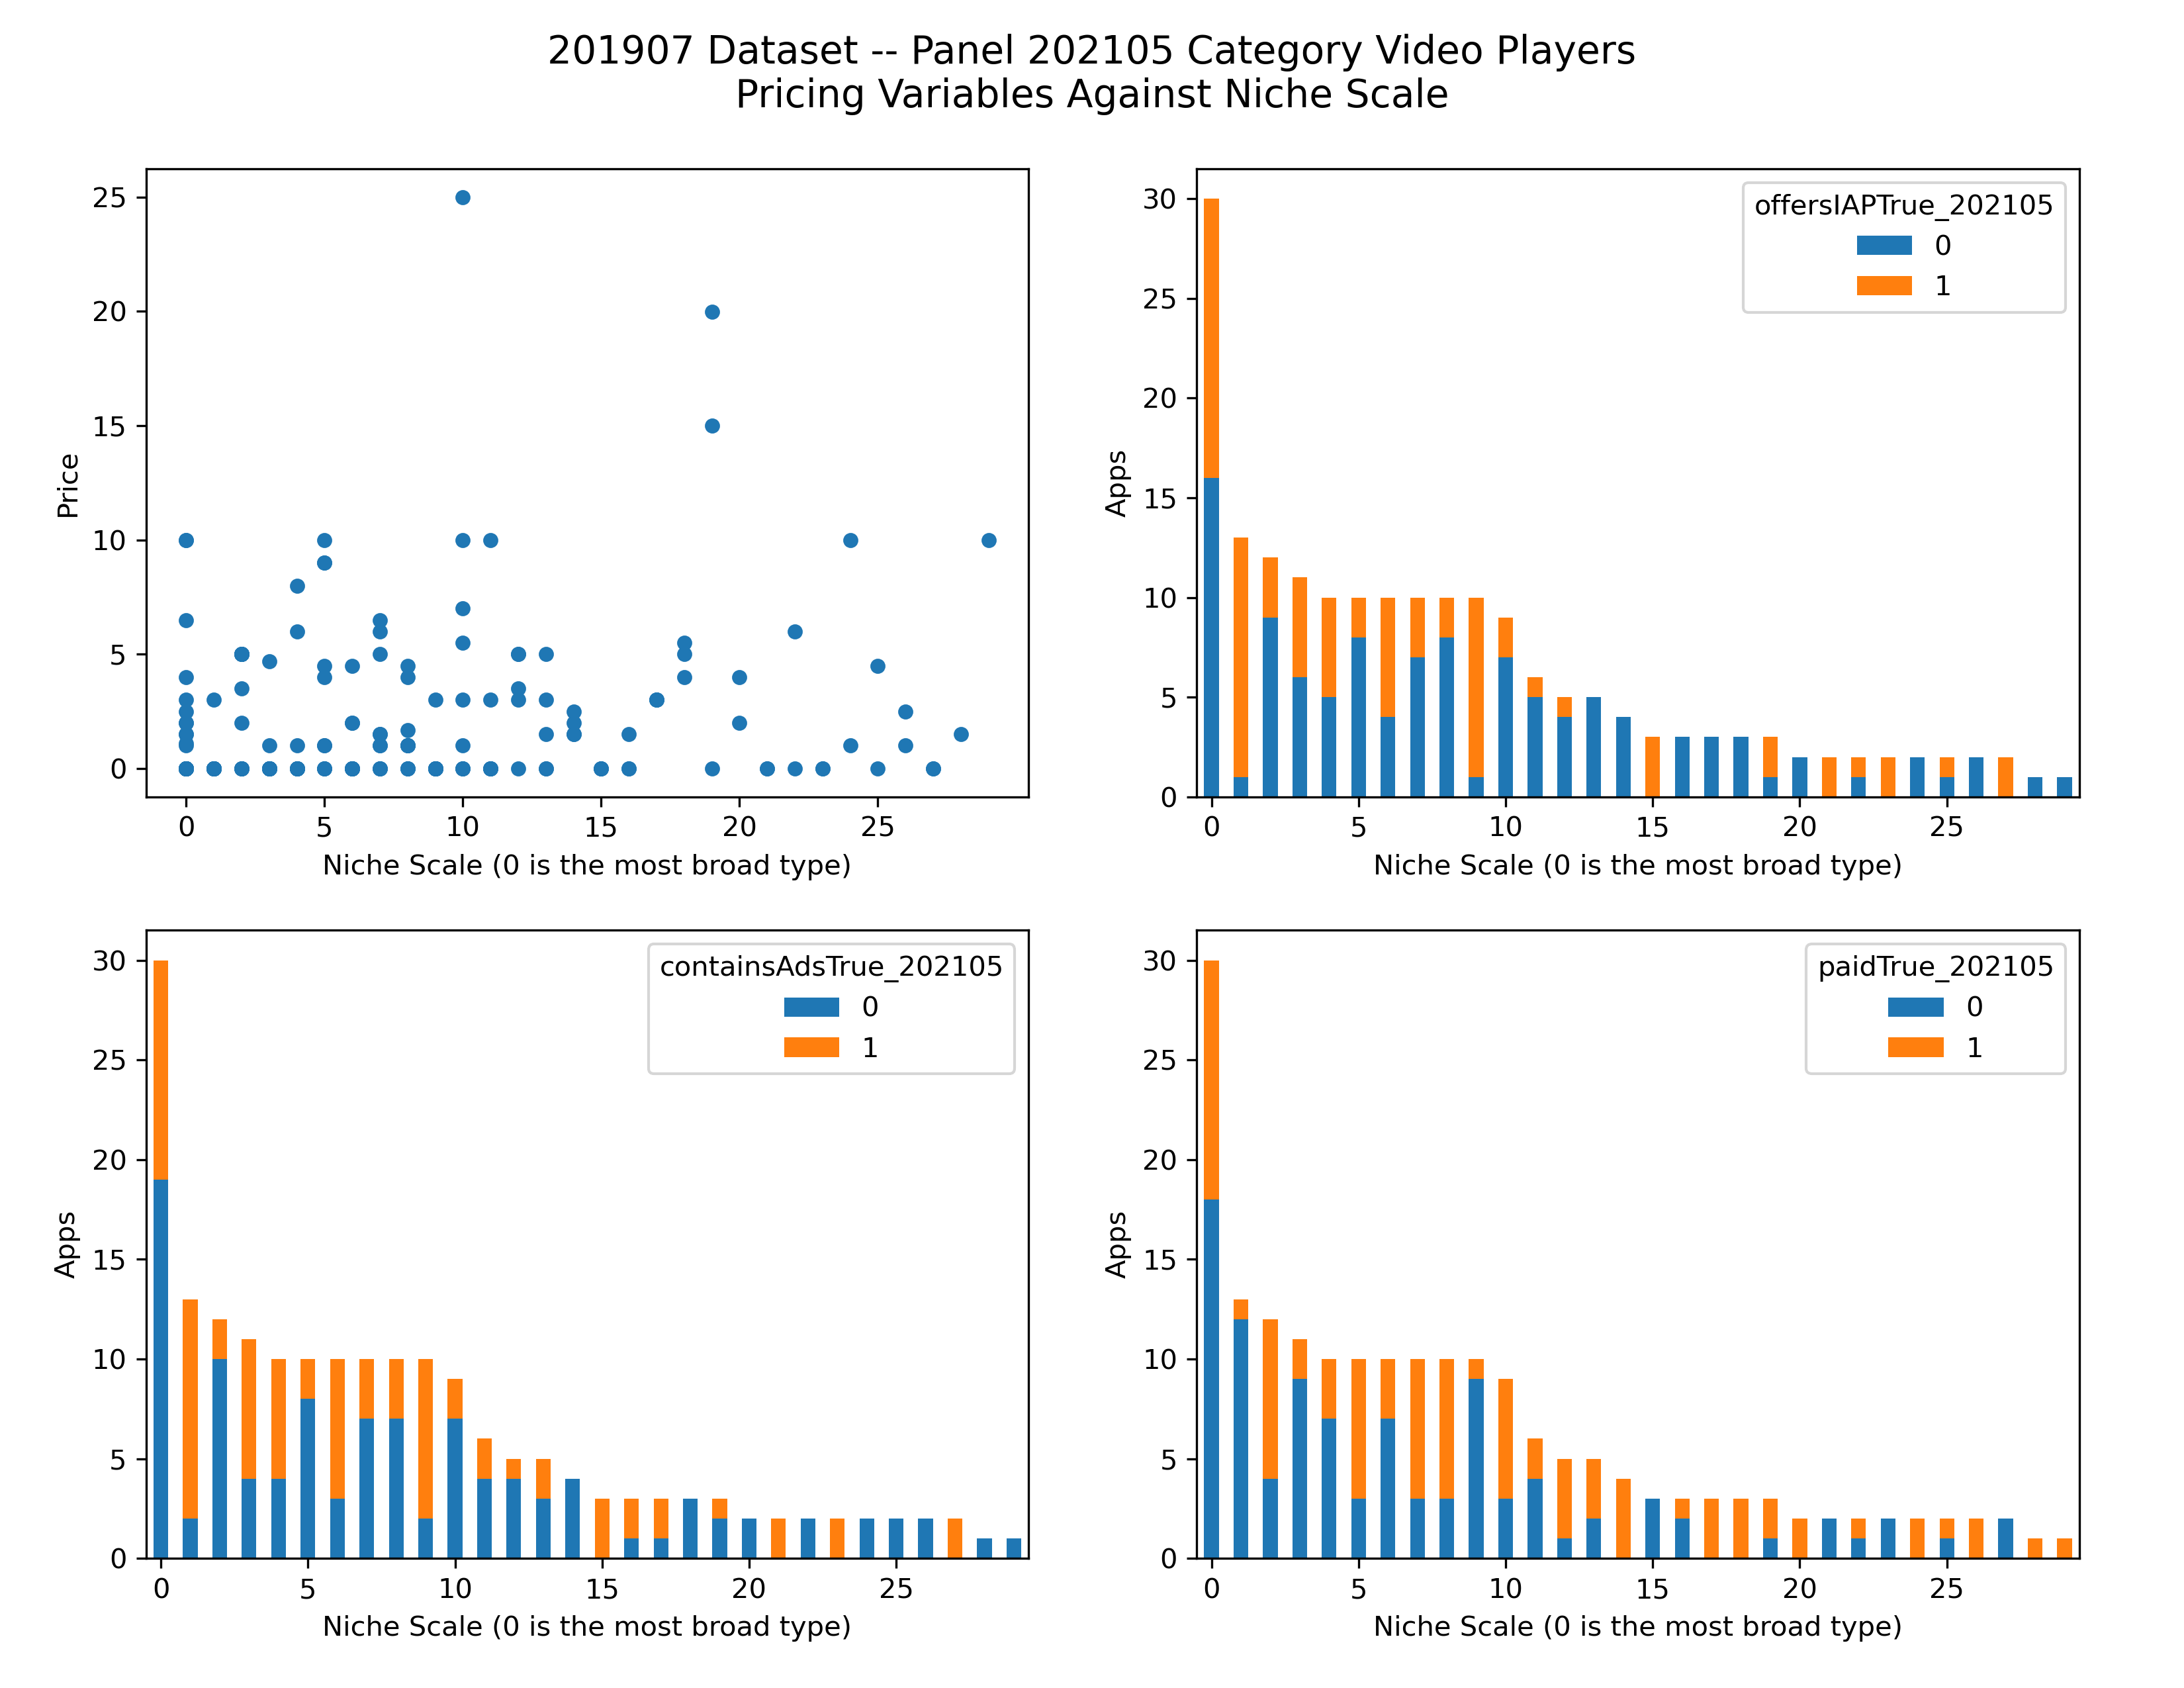 201907 Dataset -- Panel 202105 Category Video Players
Pricing Variables Against Niche Scale
25
20
15
10
5
0
Price
0 5 10 15 20 25
Niche Scale (0 is the most broad type)
30
25
20
15
10
5
0
Apps
offersIAPTrue_202105
0
1
0 5 10 15 20 25
Niche Scale (0 is the most broad type)
30
25
20
15
10
5
0
Apps
containsAdsTrue_202105
0
1
0 5 10 15 20 25
Niche Scale (0 is the most broad type)
30
25
20
15
10
5
0
Apps
paidTrue_202105
0
1
0 5 10 15 20 25
Niche Scale (0 is the most broad type)